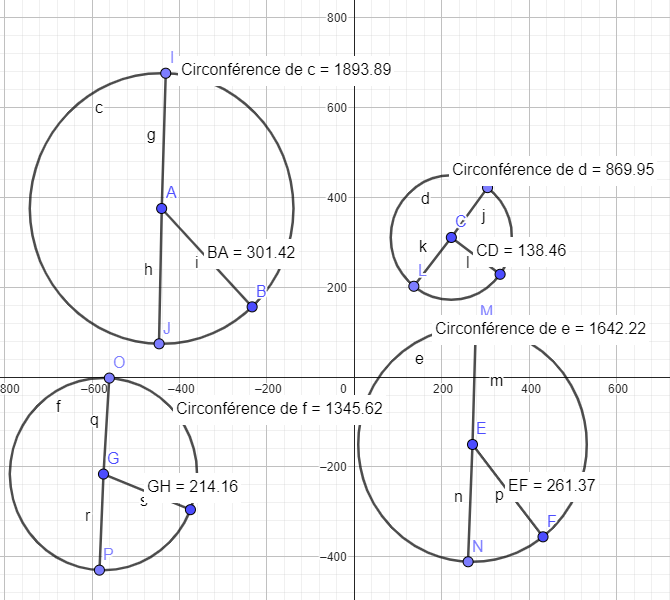 800
I
Circonférence de c = 1893.89
c
600
g
Circonférence de d = 869.95
A
d
400
j
C
BA = 301.42
k
CD = 138.46
h
i
l
L
B
200
M
J
Circonférence de e = 1642.22
O
e
800
−600
−400
−200
0
200
400
600
m
f
q
Circonférence de f = 1345.62
E
G
−200
GH = 214.16
EF = 261.37
s
n
p
r
F
N
P
−400